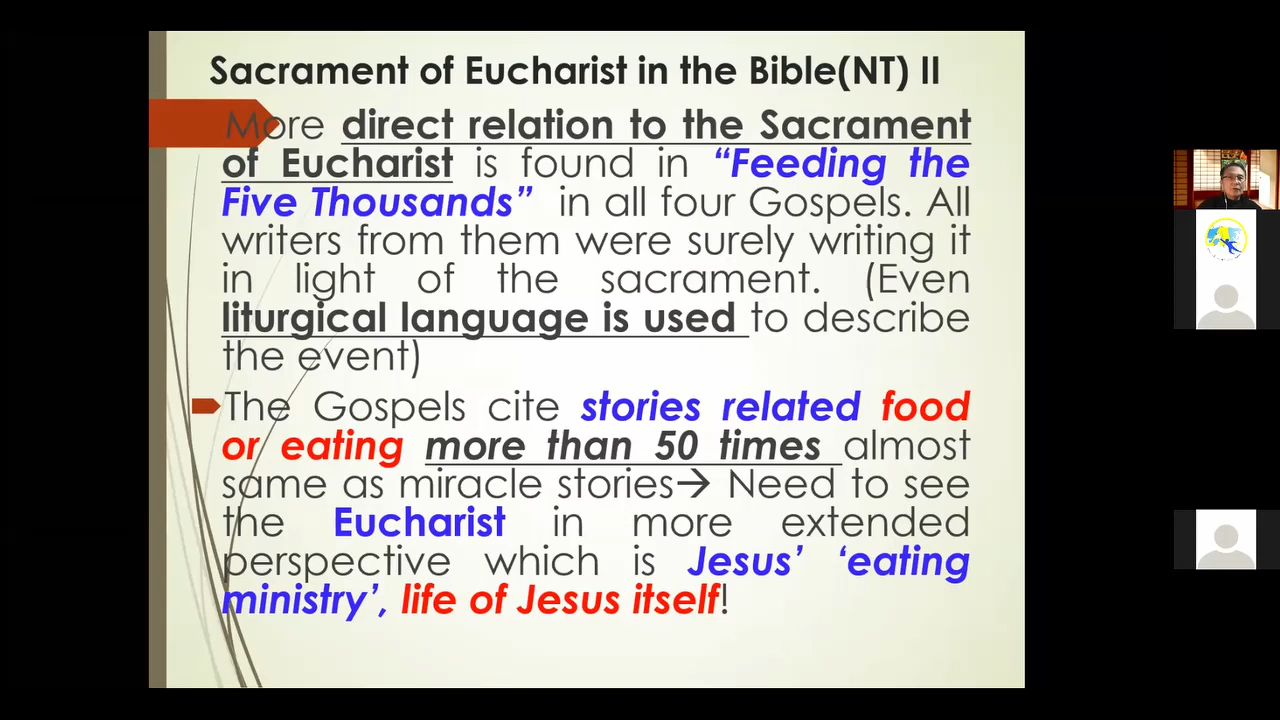 Sacrament of Eucharist in the Bible(NT) II
More direct relation to the Sacrament
of Eucharist is found in “Feeding the
Five Thousands” in all four Gospels. All
writers from them were surely writing it
in light of the sacrament. (Even
liturgical language is used to describe
the event)
The Gospels cite stories related food
or eating more than 50 times almost
same as miracle stories→ Need to see
the Eucharist in more extended
perspective which is Jesus’ ‘eating
ministry’, life of Jesus itself!